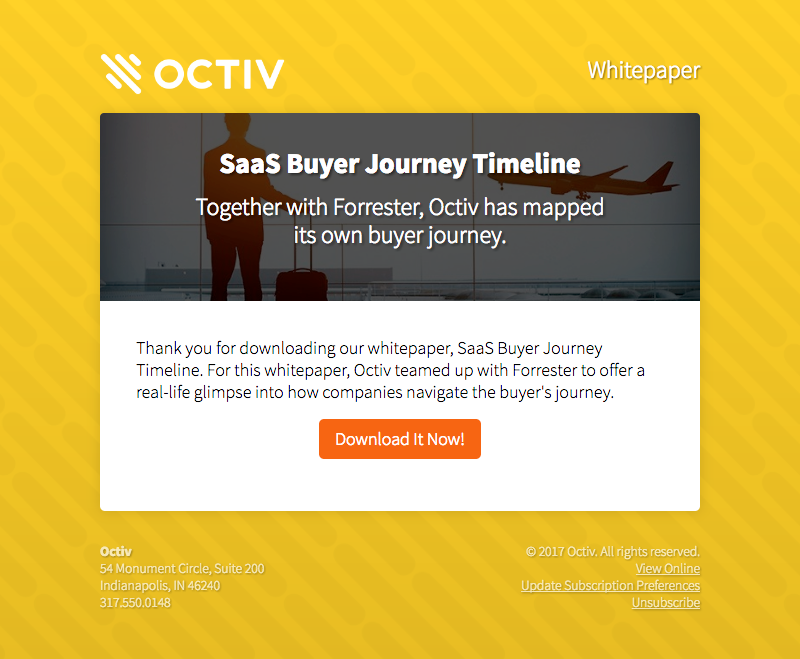 OCTIV
Whitepaper
SaaS Buyer Journey Timeline
Together with Forrester, Octiv has mapped
its own buyer journey.
Thank you for downloading our whitepaper, SaaS Buyer Journey
Timeline. For this whitepaper, Octiv teamed up with Forrester to offer a
real-life glimpse into how companies navigate the buyer's journey.
Download It Now!
Octiv
54 Monument Circle, Suite 200
Indianapolis, IN 46240
317.550.0148
© 2017 Octiv. All rights reserved.
View Online
Update Subscription Preferences
Unsubscribe